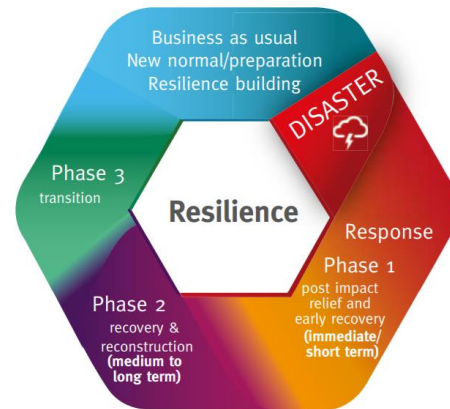 Business as usual
New normal/preparation
Resilience building
DISASTER
Response
Phase 1
post impact
relief and
early recovery
(immediate/
short term)
Phase 2
recovery &
reconstruction
(medium to
long term)
Phase 3
transition
Resilience